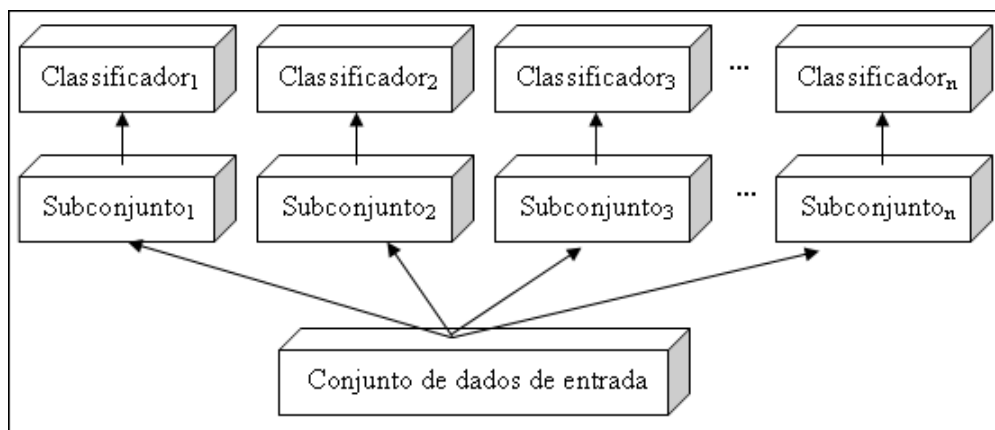 Classificador1 Classificador2 Classificador3 ... Classificadorn
Subconjunto1 Subconjunto2 Subconjunto3 ... Subconjunton
Conjunto de dados de entrada